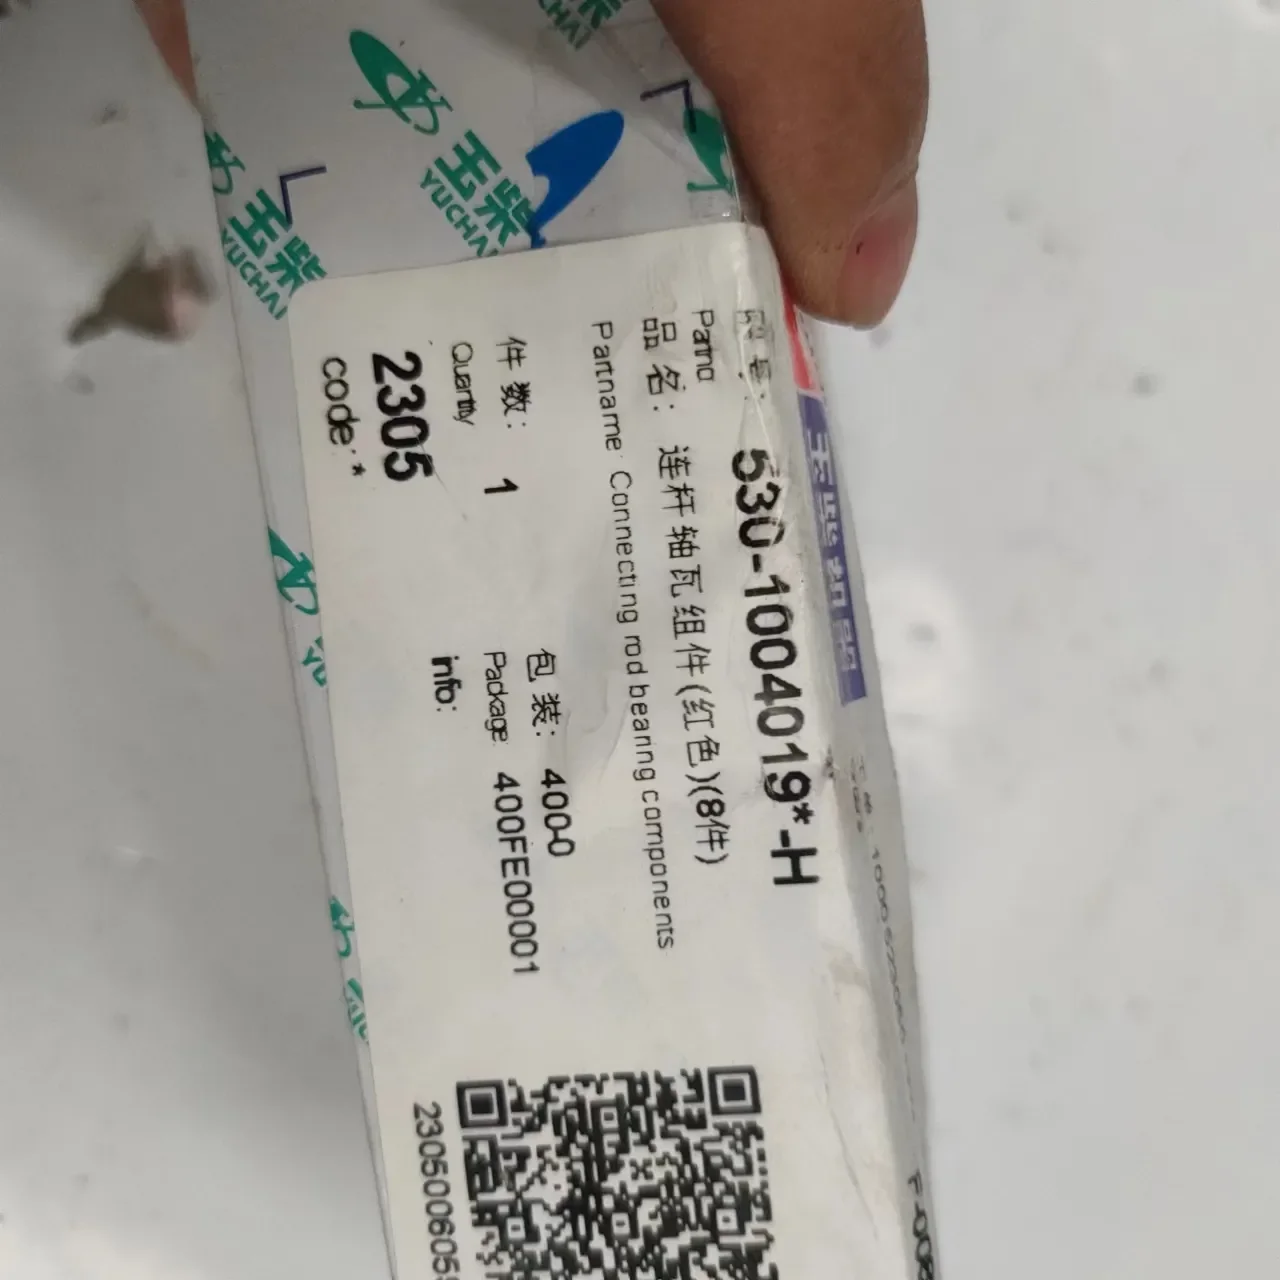 玉柴
YUCHAI
玉柴
YUCHAI
图号: 530-1004019*-H
Partno
品名: 连杆轴瓦组件(红色)(8件)
Partname: Connecting rod bearing components
件数: 1
Quantity
包装: 400-0
Package: 400FE00001
2305
info:
code:*